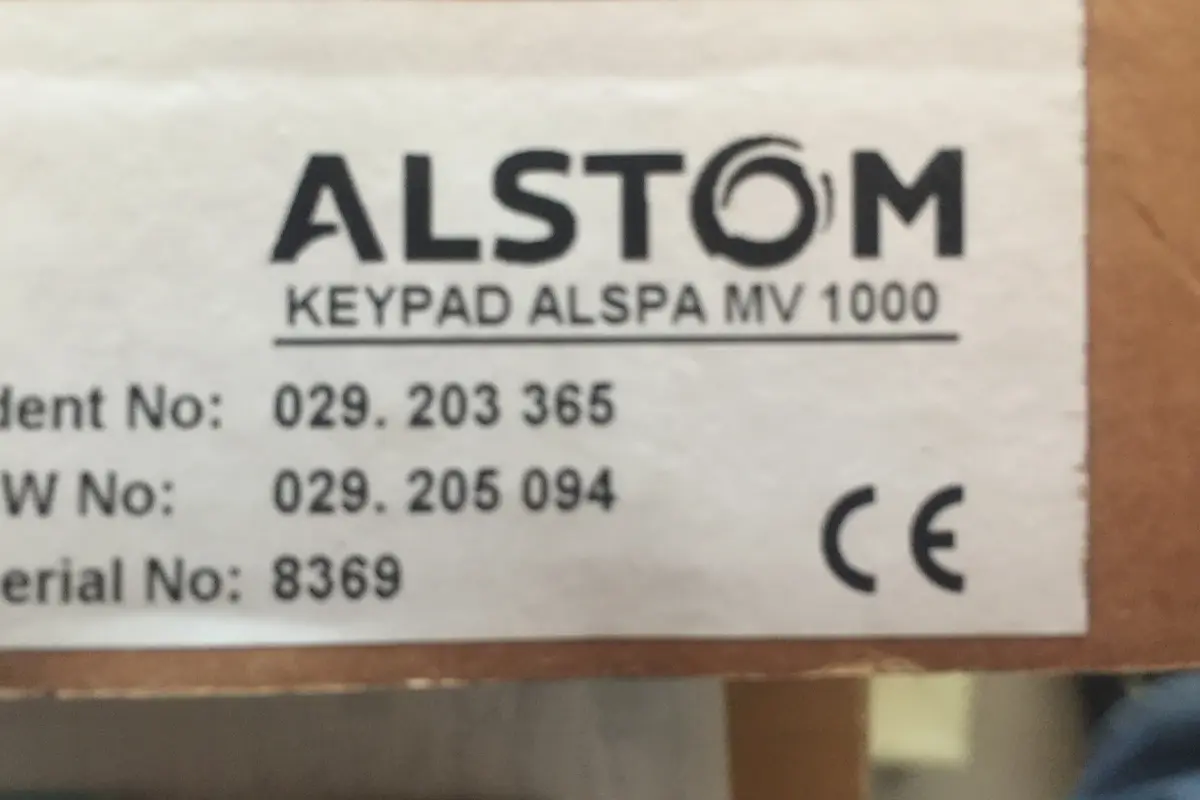 ALSTOM
KEYPAD ALSPA MV 1000
dent No: 029. 203 365
W No: 029. 205 094
erial No: 8369
CE